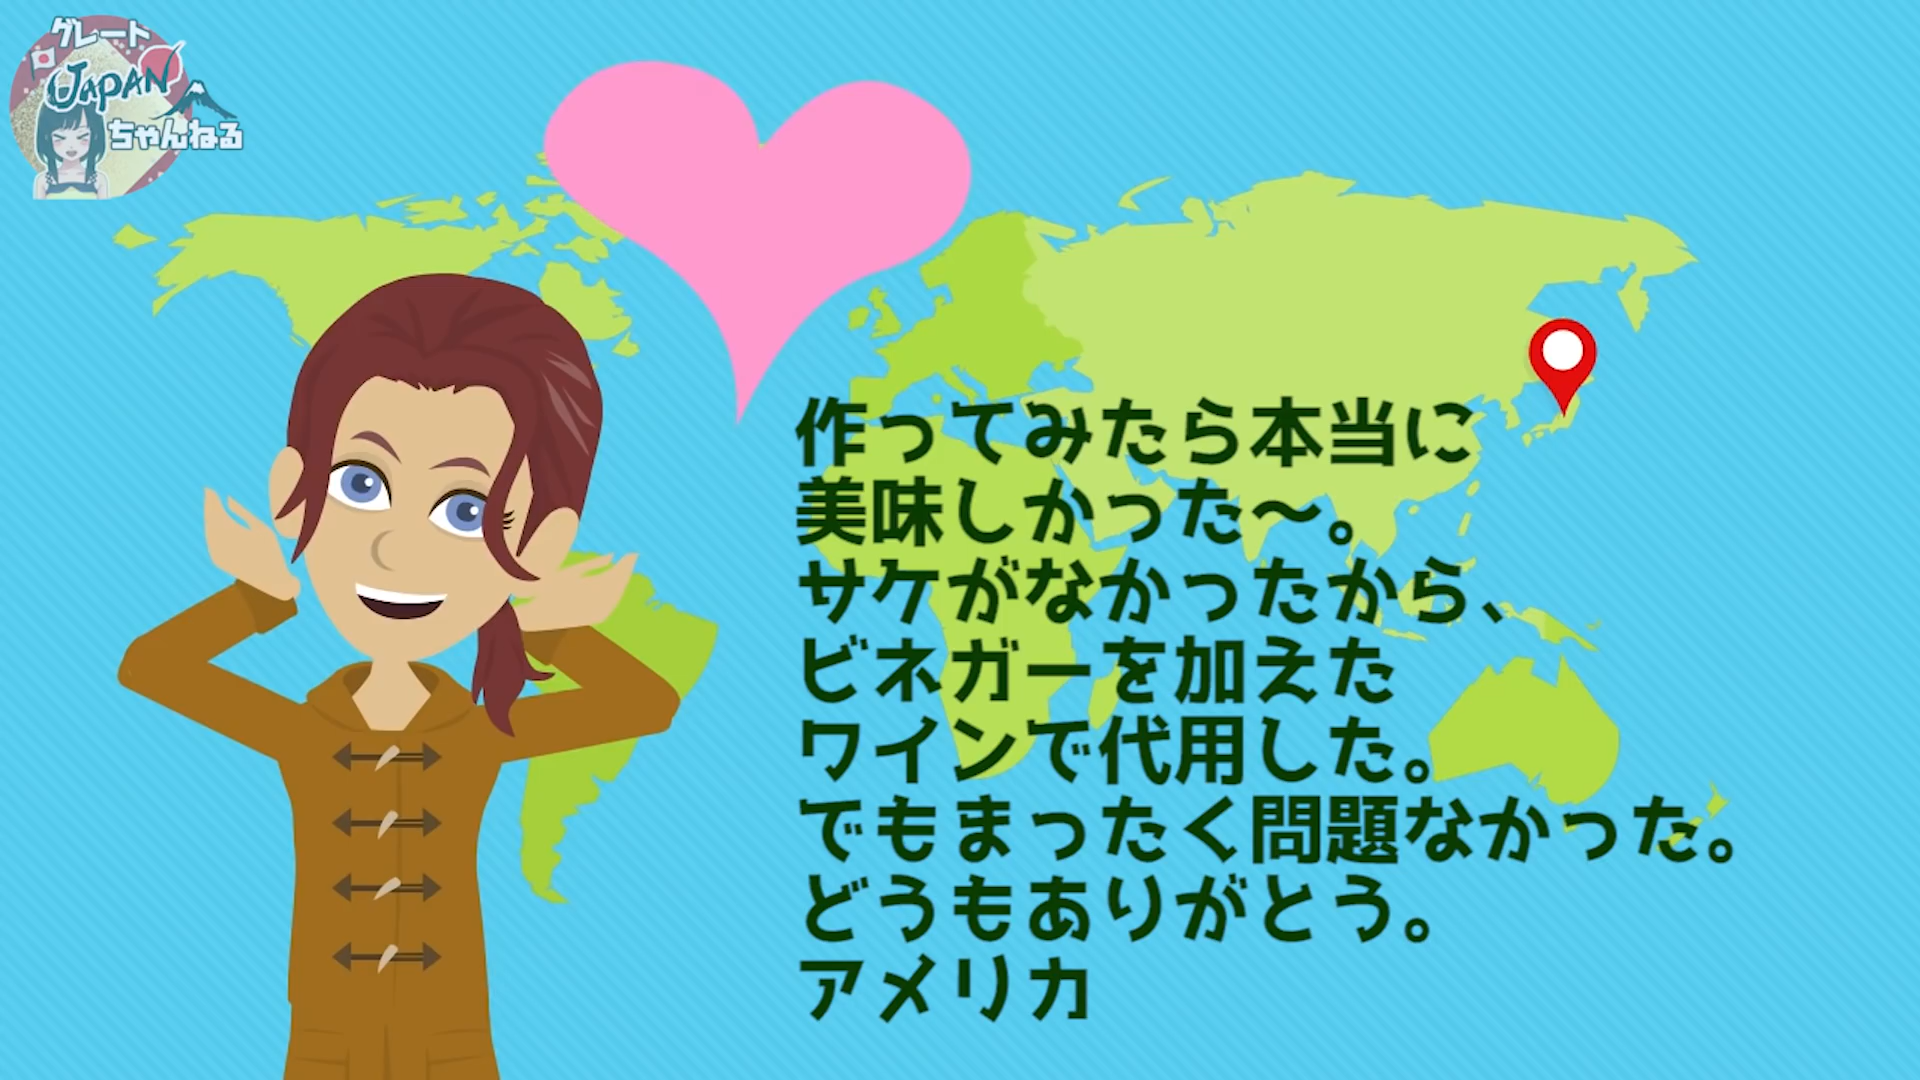 グレート
JAPAN
ちゃんねる
作ってみたら本当に
美味しかった〜。
サケがなかったから、
ビネガーを加えた
ワインで代用した。
でもまったく問題なかった。
どうもありがとう。
アメリカ